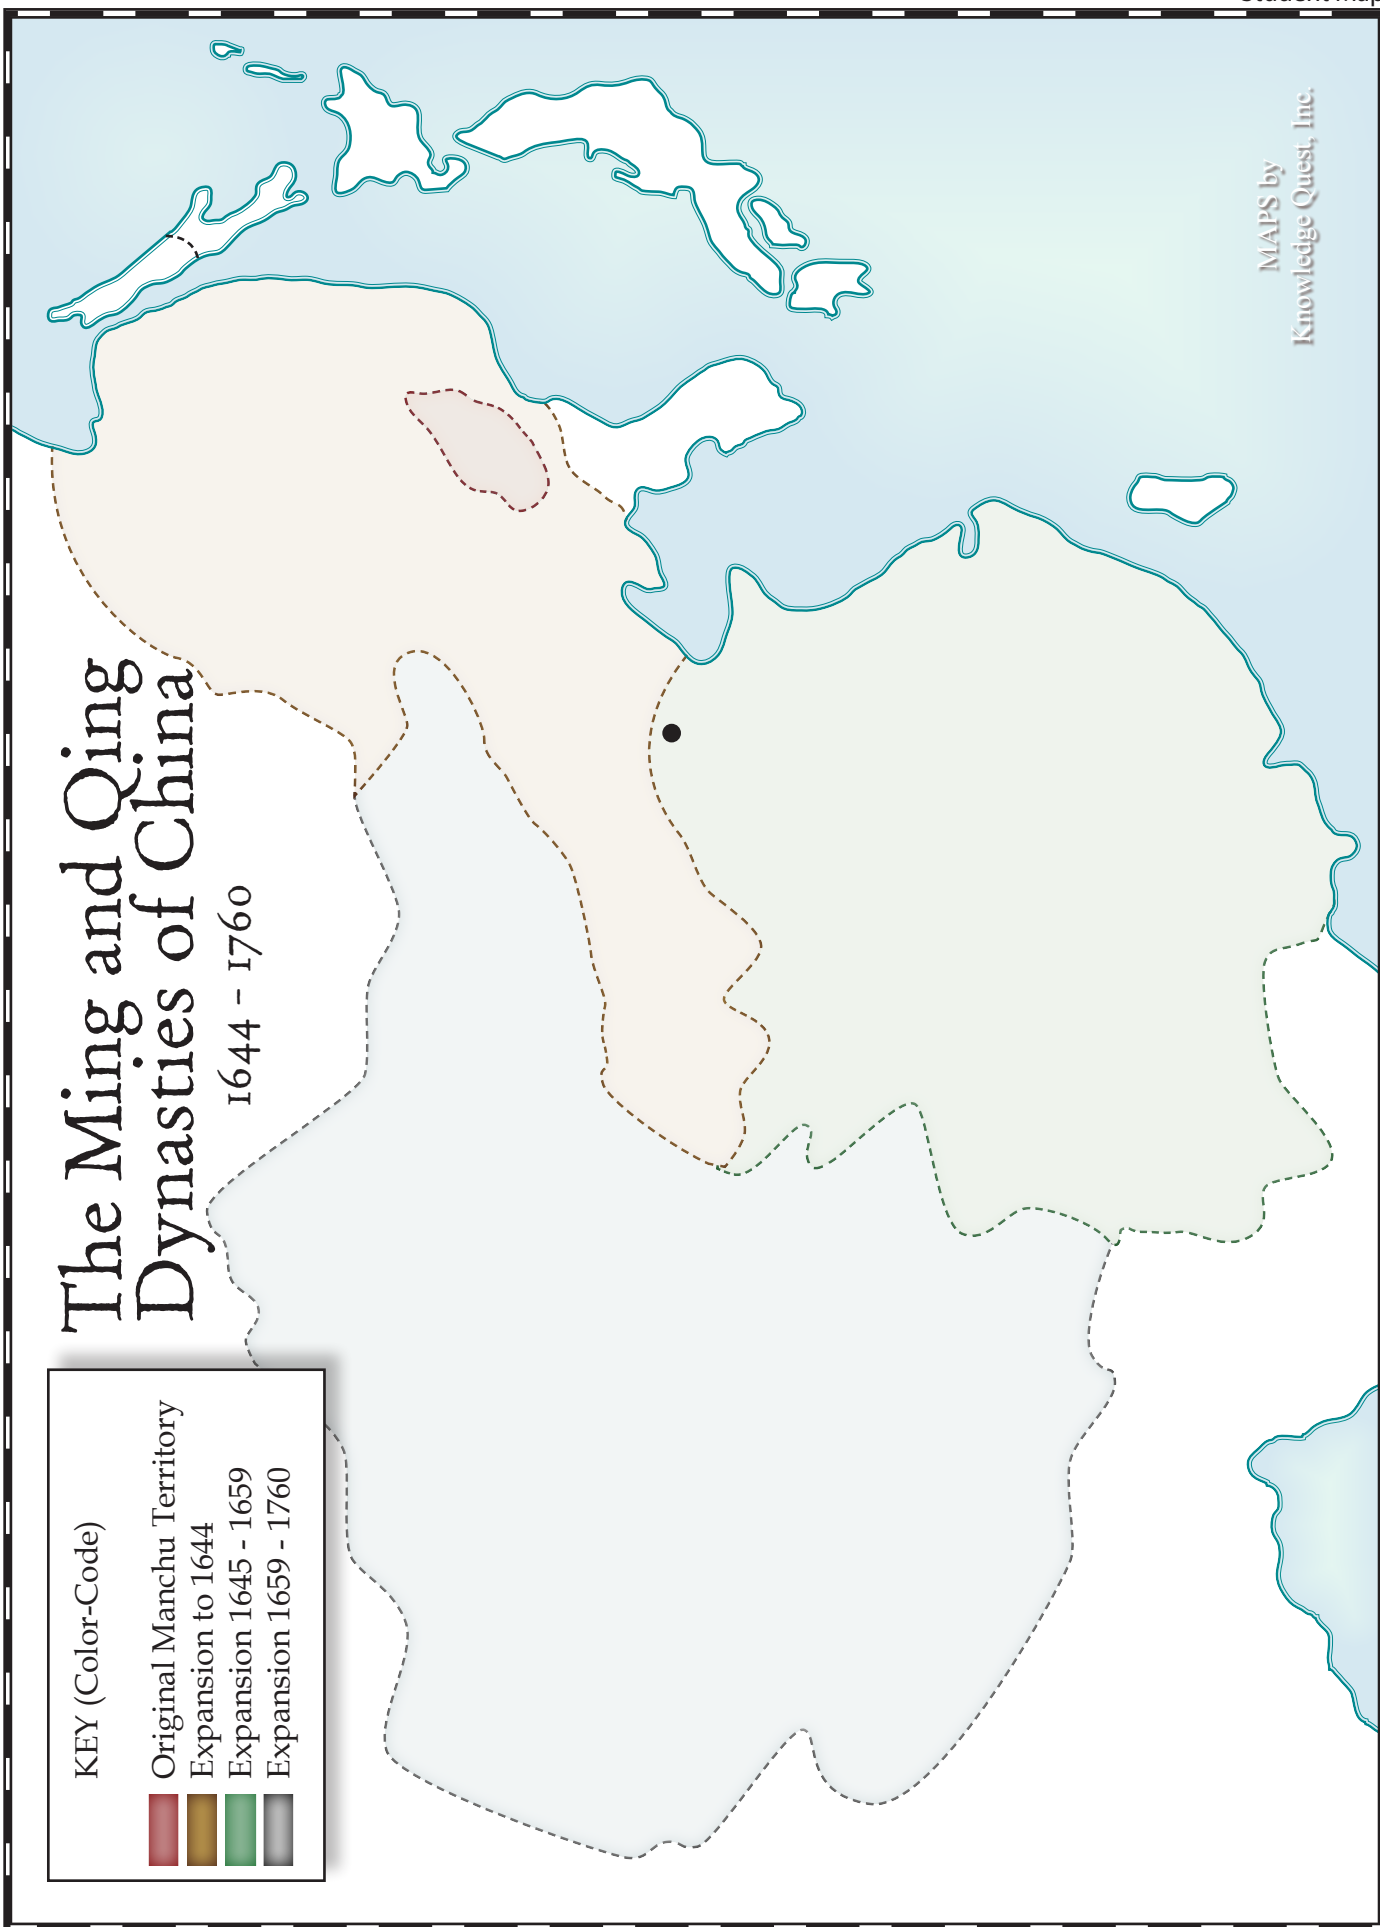 The Ming and Qing
Dynasties of China
1644 - 1760
KEY (Color-Code)
Original Manchu Territory
Expansion to 1644
Expansion 1645 - 1659
Expansion 1659 - 1760
MAPS by
Knowledge Quest, Inc.